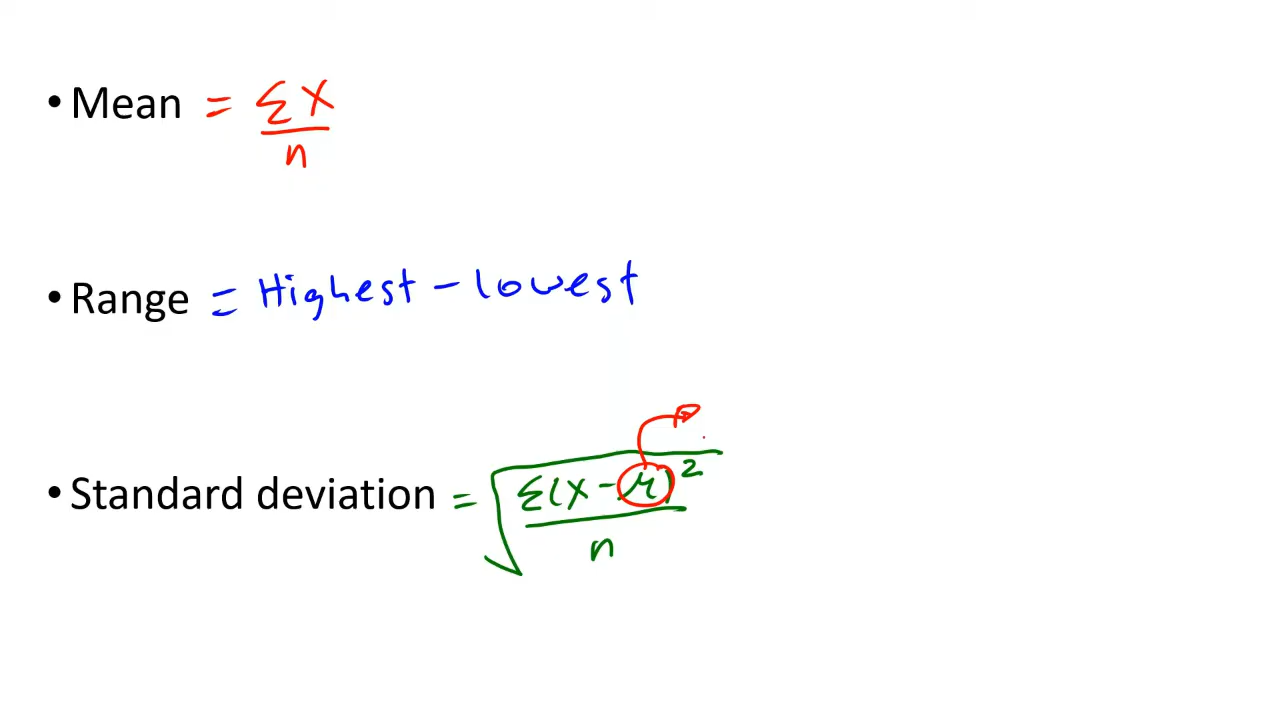 • Mean = Σx
n
• Range = Highest - lowest
• Standard deviation = √Σ(x - μ)²
n